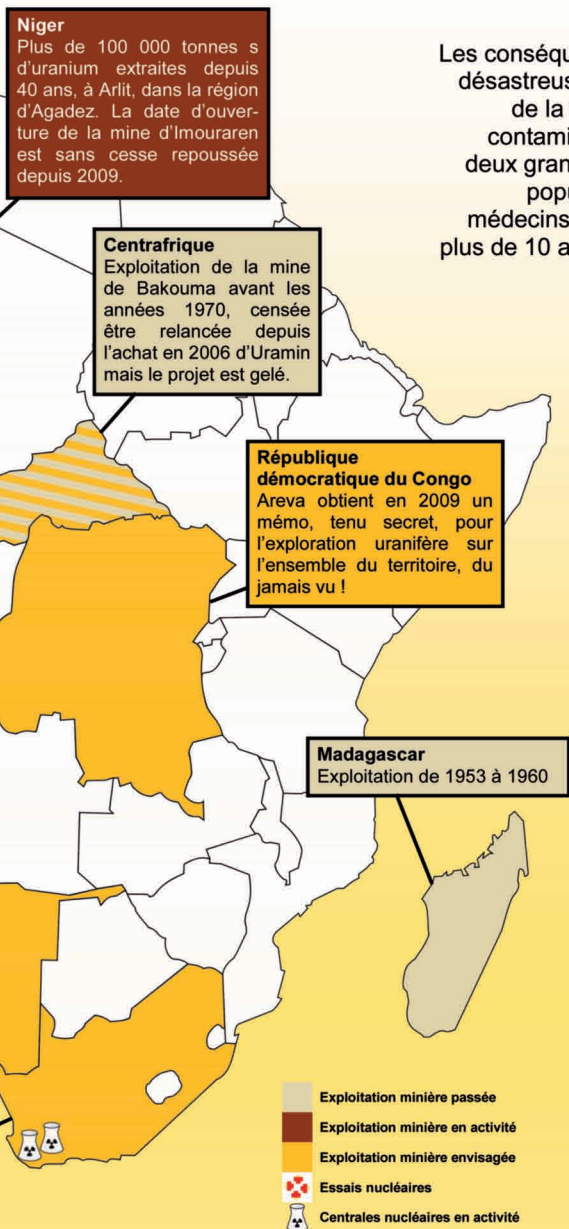 Niger
Plus de 100 000 tonnes s
d'uranium extraites depuis
40 ans, à Arlit, dans la région
d'Agadez. La date d'ouver-
ture de la mine d'Imouraren
est sans cesse repoussée
depuis 2009.
Les conséqu
désastreus
de la
contami
deux gran
popu
médecins
plus de 10 a
Centrafrique
Exploitation de la mine
de Bakouma avant les
années 1970, censée
être relancée depuis
l'achat en 2006 d'Uramin
mais le projet est gelé.
République
démocratique du Congo
Areva obtient en 2009 un
mémo, tenu secret, pour
l'exploration uranifère sur
l'ensemble du territoire, du
jamais vu !
Madagascar
Exploitation de 1953 à 1960
Exploitation minière passée
Exploitation minière en activité
Exploitation minière envisagée
Essais nucléaires
Centrales nucléaires en activité